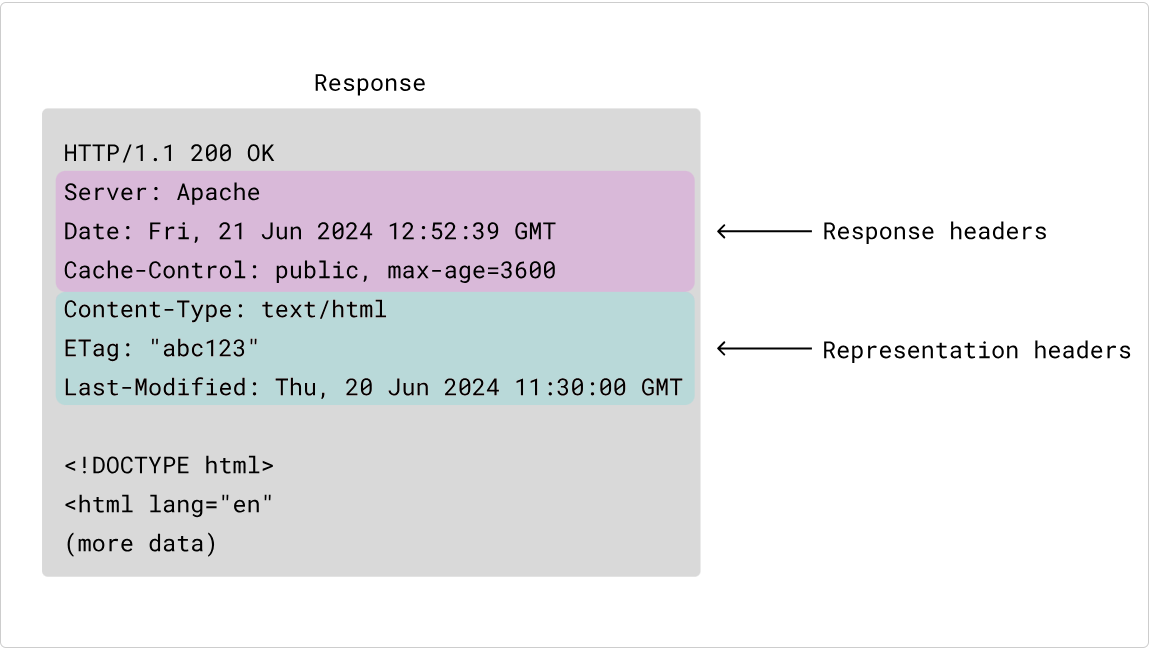 Response
HTTP/1.1 200 OK
Server: Apache
Date: Fri, 21 Jun 2024 12:52:39 GMT
Cache-Control: public, max-age=3600
Response headers
Content-Type: text/html
ETag: "abc123"
Last-Modified: Thu, 20 Jun 2024 11:30:00 GMT
Representation headers
<!DOCTYPE html>
<html lang="en"
(more data)